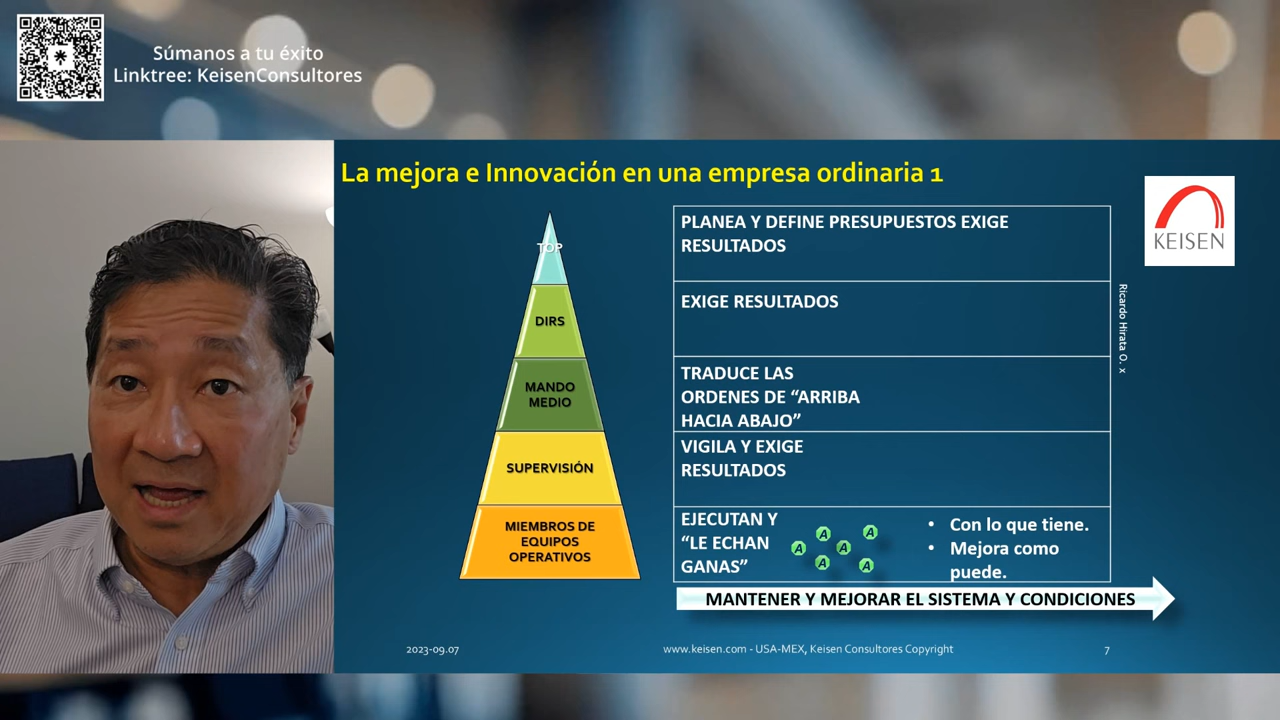 Súmanos a tu éxito
Linktree: KeisenConsultores
La mejora e Innovación en una empresa ordinaria 1
KEISEN
Ricardo Hirata O. x
TOP
PLANEA Y DEFINE PRESUPUESTOS EXIGE
RESULTADOS
DIRS
EXIGE RESULTADOS
MANDO
MEDIO
TRADUCE LAS
ORDENES DE “ARRIBA
HACIA ABAJO”
SUPERVISIÓN
VIGILA Y EXIGE
RESULTADOS
MIEMBROS DE
EQUIPOS
OPERATIVOS
EJECUTAN Y
“LE ECHAN
GANAS”
A A A A A A
• Con lo que tiene.
• Mejora como
puede.
MANTENER Y MEJORAR EL SISTEMA Y CONDICIONES
2023-09.07
www.keisen.com - USA-MEX, Keisen Consultores Copyright
7